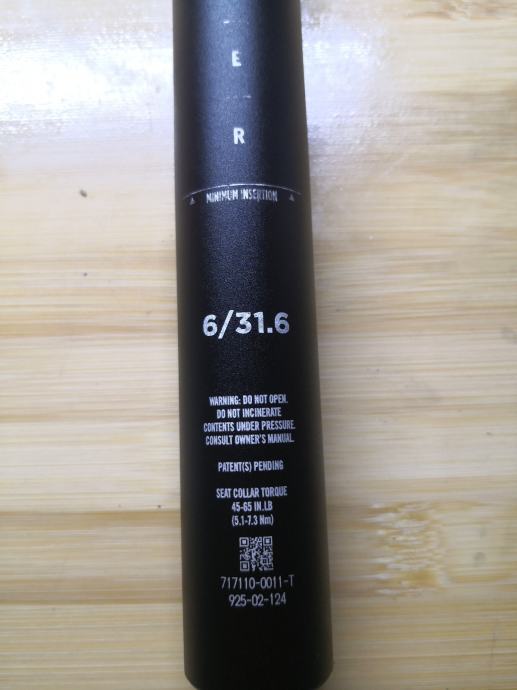 E
R
MINIMUM INSERTION
6/31.6
WARNING: DO NOT OPEN.
DO NOT INCINERATE
CONTENTS UNDER PRESSURE.
CONSULT OWNER'S MANUAL.
PATENT(S) PENDING
SEAT COLLAR TORQUE
45-65 IN.LB
(5.1-7.3 Nm)
717110-0011-T
925-02-124